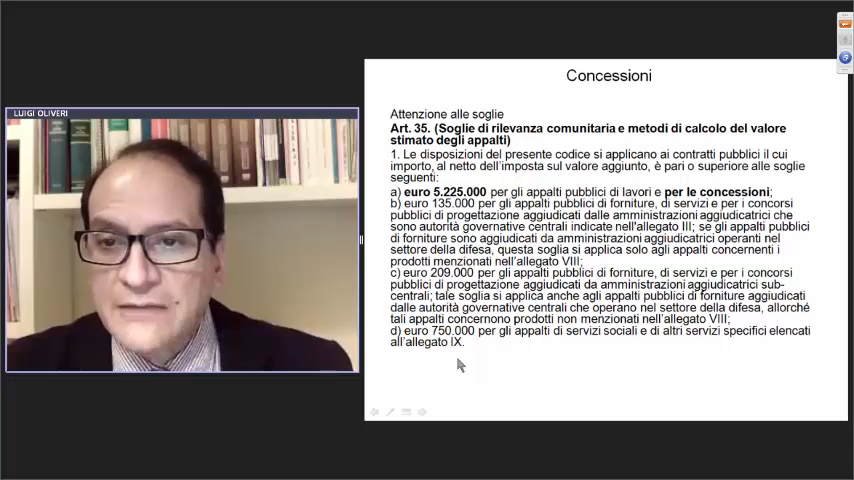 LUIGI OLIVERI
Concessioni
Attenzione alle soglie
Art. 35. (Soglie di rilevanza comunitaria e metodi di calcolo del valore
stimato degli appalti)
1. Le disposizioni del presente codice si applicano ai contratti pubblici il cui
importo, al netto dell'imposta sul valore aggiunto, è pari o superiore alle soglie
seguenti:
a) euro 5.225.000 per gli appalti pubblici di lavori e per le concessioni;
b) euro 135.000 per gli appalti pubblici di forniture, di servizi e per i concorsi
pubblici di progettazione aggiudicati dalle amministrazioni aggiudicatrici che
sono autorità governative centrali indicate nell'allegato III; se gli appalti pubblici
di forniture sono aggiudicati da amministrazioni aggiudicatrici operanti nel
settore della difesa, questa soglia si applica solo agli appalti concernenti i
prodotti menzionati nell'allegato VIII;
c) euro 209.000 per gli appalti pubblici di forniture, di servizi e per i concorsi
pubblici di progettazione aggiudicati da amministrazioni aggiudicatrici sub-
centrali; tale soglia si applica anche agli appalti pubblici di forniture aggiudicati
dalle autorità governative centrali che operano nel settore della difesa, allorché
tali appalti concernono prodotti non menzionati nell'allegato VIII;
d) euro 750.000 per gli appalti di servizi sociali e di altri servizi specifici elencati
all'allegato IX.